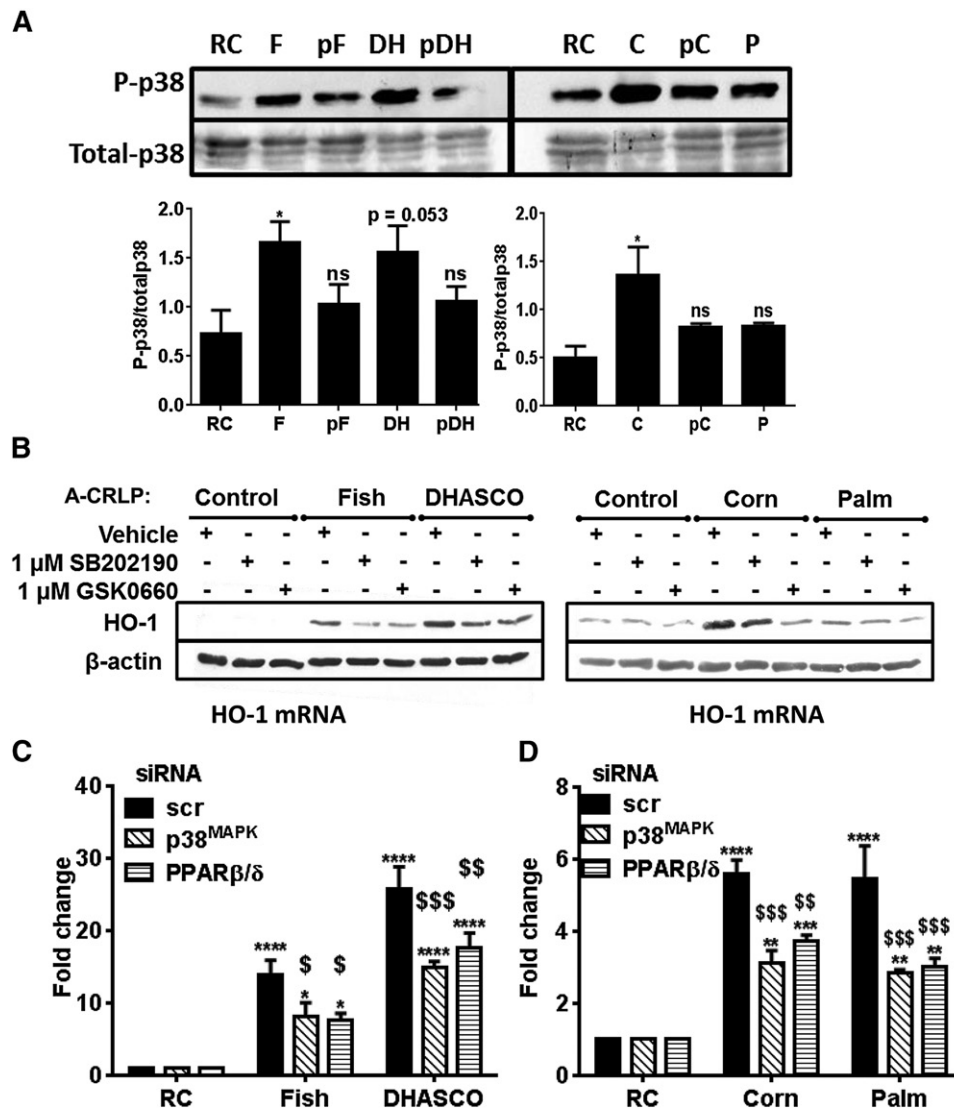 A
RC F pF DH pDH RC C pC P
P-p38
Total-p38
P-p38/totalp38
2.0
1.5
1.0
0.5
0.0
*
ns
p = 0.053
ns
RC F pF DH pDH
P-p38/totalp38
2.0
1.5
1.0
0.5
0.0
*
ns
ns
RC C pC P
B
A-CRLP: Control Fish DHASCO Control Corn Palm
Vehicle + - - + - - + - - + - - + - - + - -
1 µM SB202190 - + - - + - - + - - + - - + - - + -
1 µM GSK0660 - - + - - + - - + - - + - - + - - +
HO-1
β-actin
HO-1 mRNA HO-1 mRNA
C
siRNA
scr
p38MAPK
PPARβ/δ
Fold change
40
30
20
10
0
****
$
*
$
*
****
$$$
****
$$
****
RC Fish DHASCO
D
siRNA
scr
p38MAPK
PPARβ/δ
Fold change
8
6
4
2
0
****
$$$
**
$$
***
****
$$$
**
$$$
**
RC Corn Palm